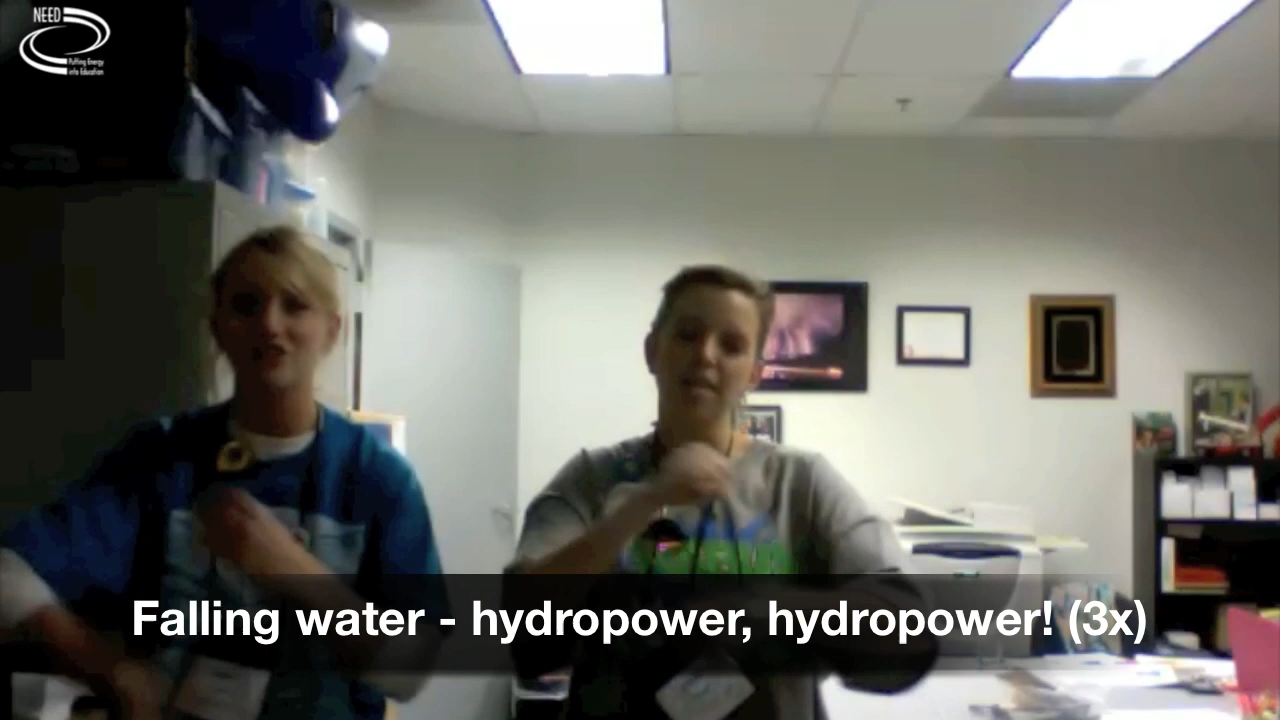 NEED
Putting Energy
into Education
Falling water - hydropower, hydropower! (3x)